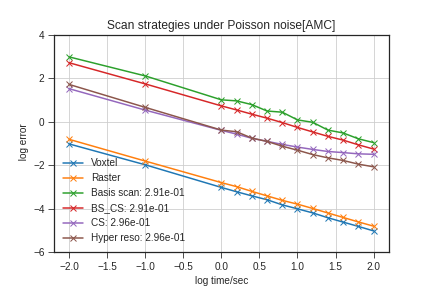 Scan strategies under Poisson noise[AMC]
4
2
0
−2
−4
−6
log error
Voxtel
Raster
Basis scan: 2.91e-01
BS_CS: 2.91e-01
CS: 2.96e-01
Hyper reso: 2.96e-01
−2.0 −1.5 −1.0 −0.5 0.0 0.5 1.0 1.5 2.0
log time/sec